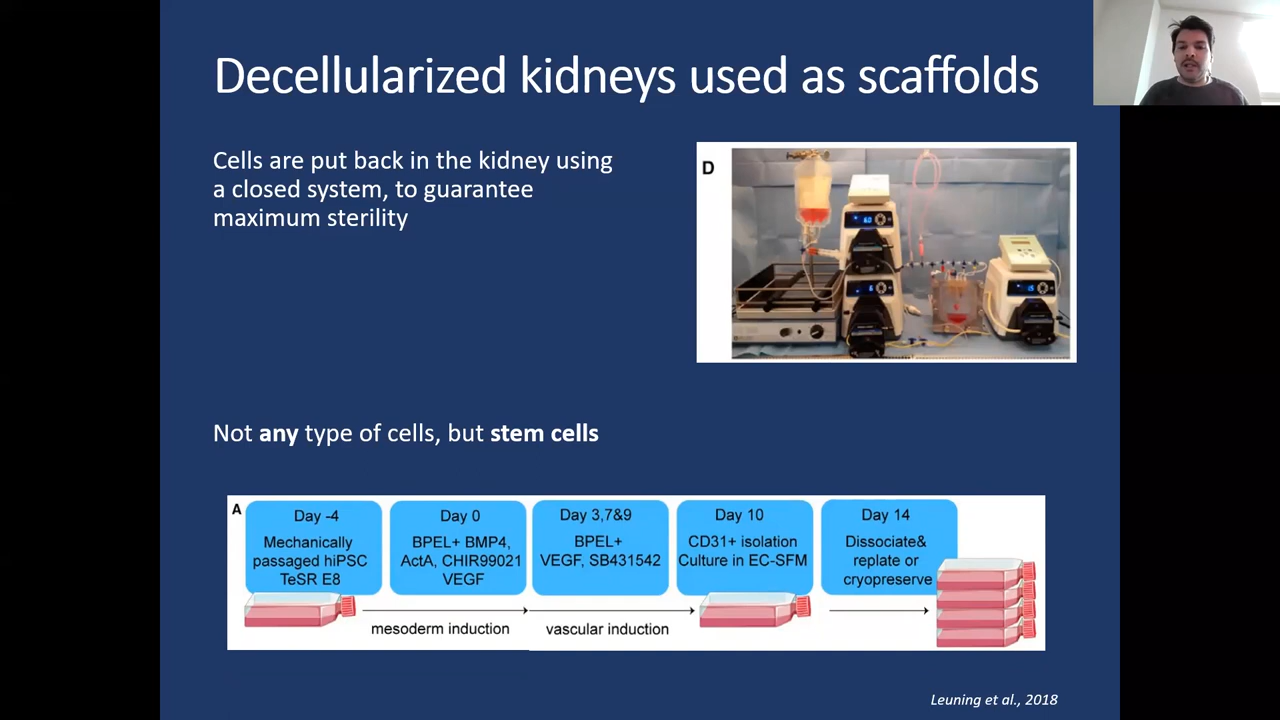 Decellularized kidneys used as scaffolds
Cells are put back in the kidney using
a closed system, to guarantee
maximum sterility
D
Not any type of cells, but stem cells
A
Day -4
Mechanically
passaged hiPSC
TeSR E8
Day 0
BPEL+ BMP4,
ActA, CHIR99021
VEGF
Day 3,7&9
BPEL+
VEGF, SB431542
Day 10
CD31+ isolation
Culture in EC-SFM
Day 14
Dissociate&
replate or
cryopreserve
mesoderm induction
vascular induction
Leuning et al., 2018